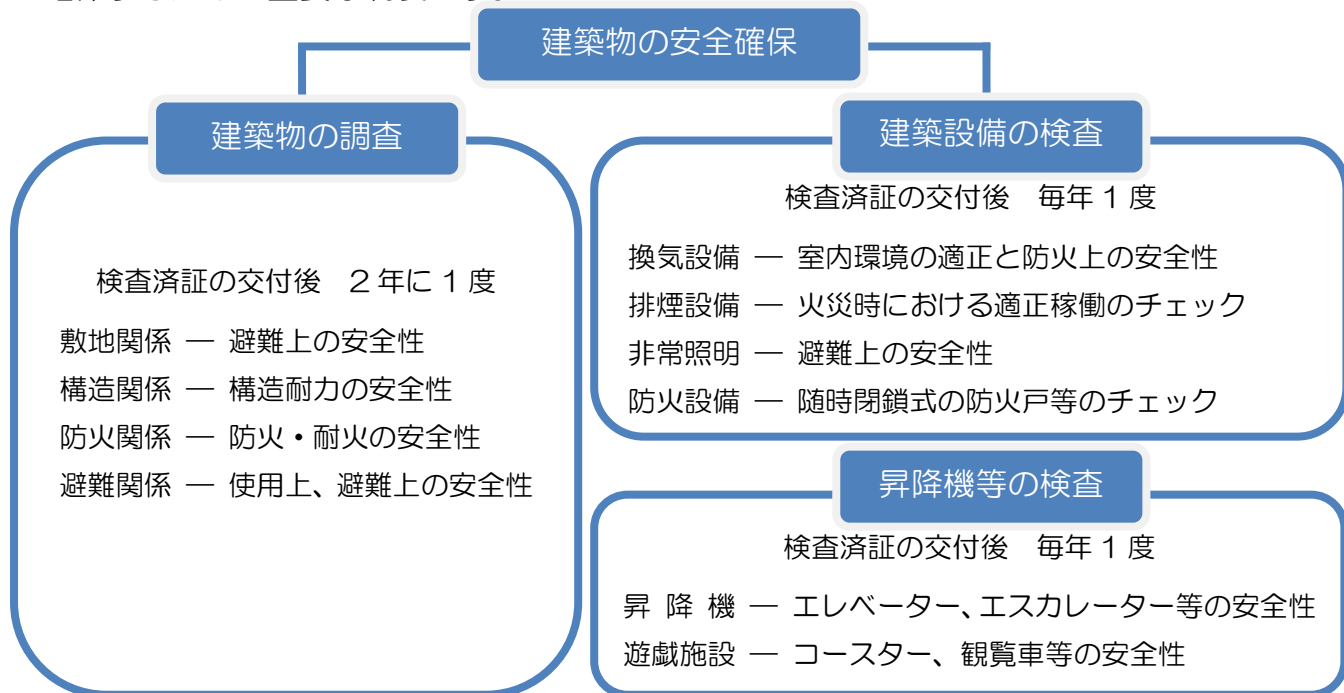 建築物の安全確保
建築物の調査
検査済証の交付後　2年に1度
敷地関係 ― 避難上の安全性
構造関係 ― 構造耐力の安全性
防火関係 ― 防火・耐火の安全性
避難関係 ― 使用上、避難上の安全性
建築設備の検査
検査済証の交付後　毎年1度
換気設備 ― 室内環境の適正と防火上の安全性
排煙設備 ― 火災時における適正稼働のチェック
非常照明 ― 避難上の安全性
防火設備 ― 随時閉鎖式の防火戸等のチェック
昇降機等の検査
検査済証の交付後　毎年1度
昇 降 機 ― エレベーター、エスカレーター等の安全性
遊戯施設 ― コースター、観覧車等の安全性